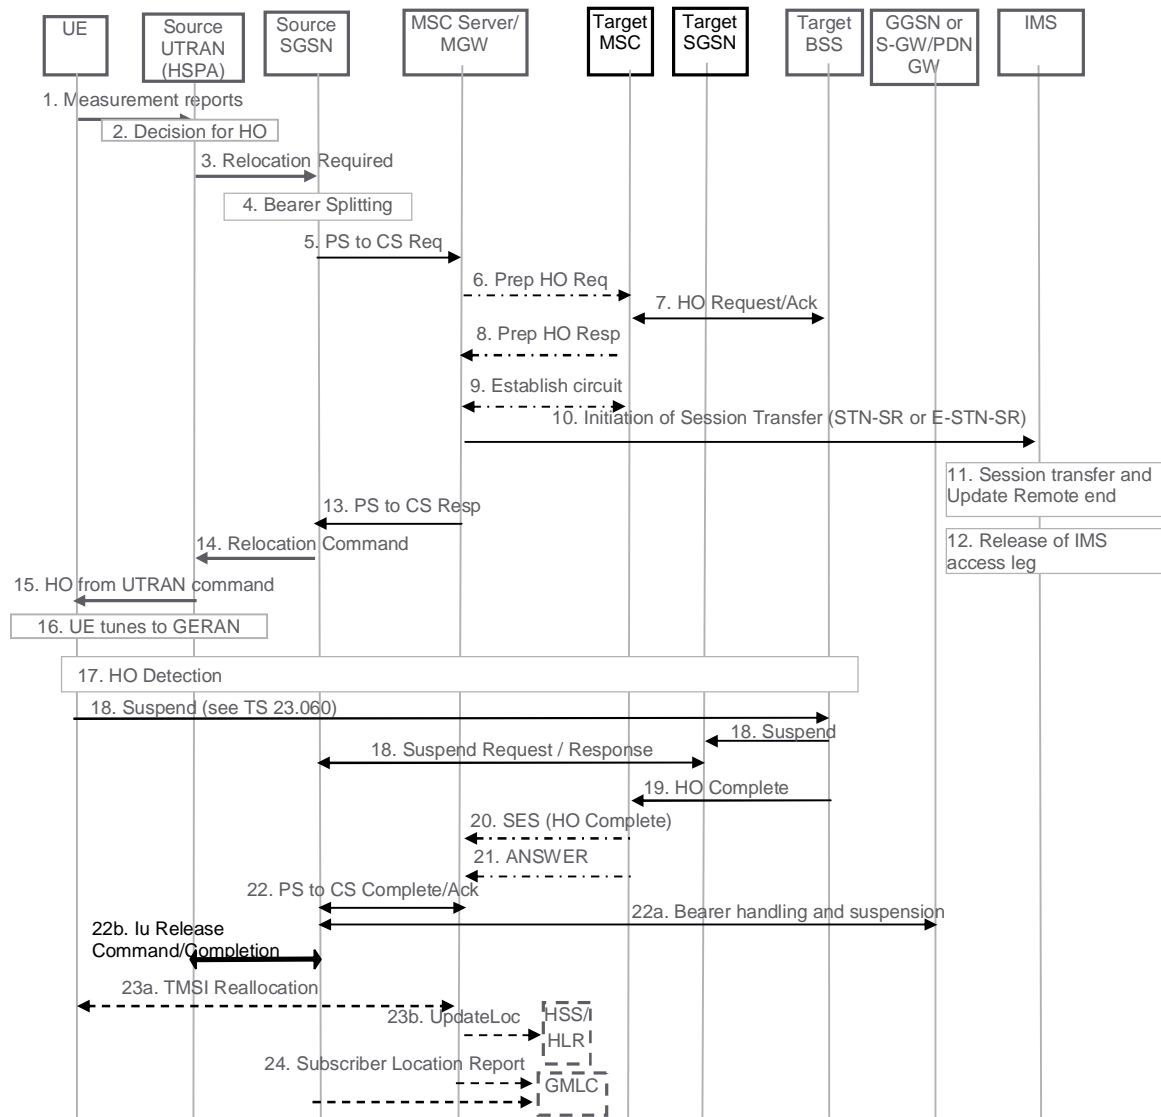 UE
Source
UTRAN
(HSPA)
Source
SGSN
MSC Server/
MGW
Target
MSC
Target
SGSN
Target
BSS
GGSN or
S-GW/PDN
GW
IMS
1. Measurement reports
2. Decision for HO
3. Relocation Required
4. Bearer Splitting
5. PS to CS Req
6. Prep HO Req
7. HO Request/Ack
8. Prep HO Resp
9. Establish circuit
10. Initiation of Session Transfer (STN-SR or E-STN-SR)
11. Session transfer and
Update Remote end
13. PS to CS Resp
12. Release of IMS
access leg
14. Relocation Command
15. HO from UTRAN command
16. UE tunes to GERAN
17. HO Detection
18. Suspend (see TS 23.060)
18. Suspend
18. Suspend Request / Response
19. HO Complete
20. SES (HO Complete)
21. ANSWER
22. PS to CS Complete/Ack
22a. Bearer handling and suspension
22b. Iu Release
Command/Completion
23a. TMSI Reallocation
23b. UpdateLoc
HSS/
HLR
24. Subscriber Location Report
GMLC